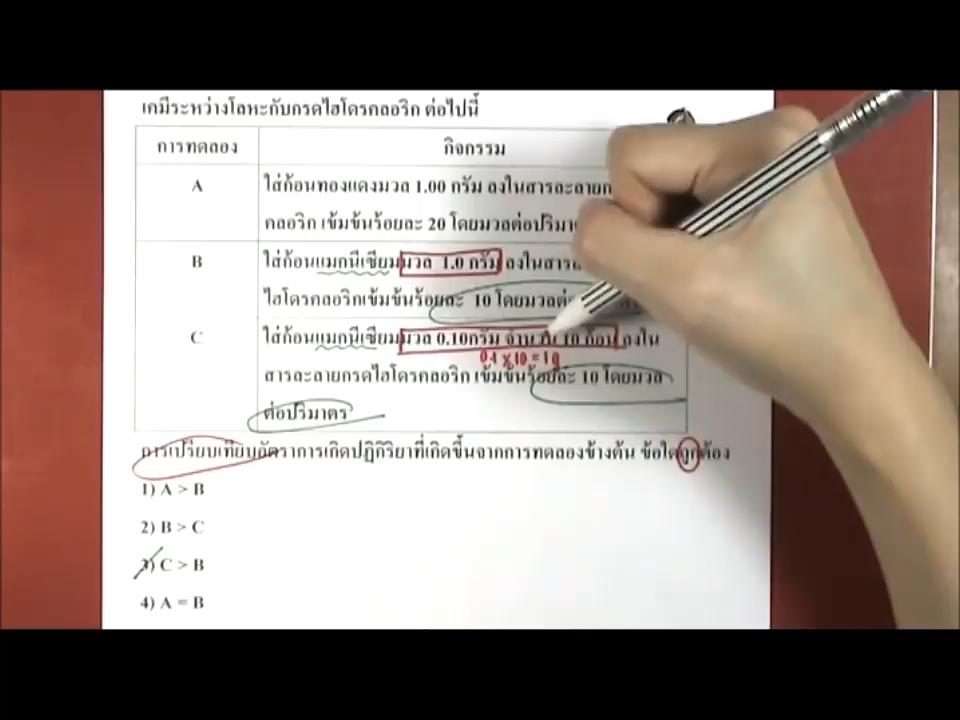 เคมีระหว่างโลหะกับกรดไฮโดรคลอริก ต่อไปนี้
การทดลอง
กิจกรรม
A
ใส่ก้อนทองแดงมวล 1.00 กรัม ลงในสารละลาย
คลอริก เข้มข้นร้อยละ 20 โดยมวลต่อปริมา
B
ใส่ก้อนแมกนีเซียมมวล 1.0 กรัม ลงในสาร
ไฮโดรคลอริกเข้มข้นร้อยละ 10 โดยมวลต่
C
ใส่ก้อนแมกนีเซียมมวล 0.10กรัม จำนวน 10 ก้อน ลงใน
0.1 x 10 = 1 g
สารละลายกรดไฮโดรคลอริก เข้มข้นร้อยละ 10 โดยมวล
ต่อปริมาตร
การเปรียบเทียบอัตราการเกิดปฏิกิริยาที่เกิดขึ้นจากการทดลองข้างต้น ข้อใดถูกต้อง
1) A > B
2) B > C
3) C > B
4) A = B